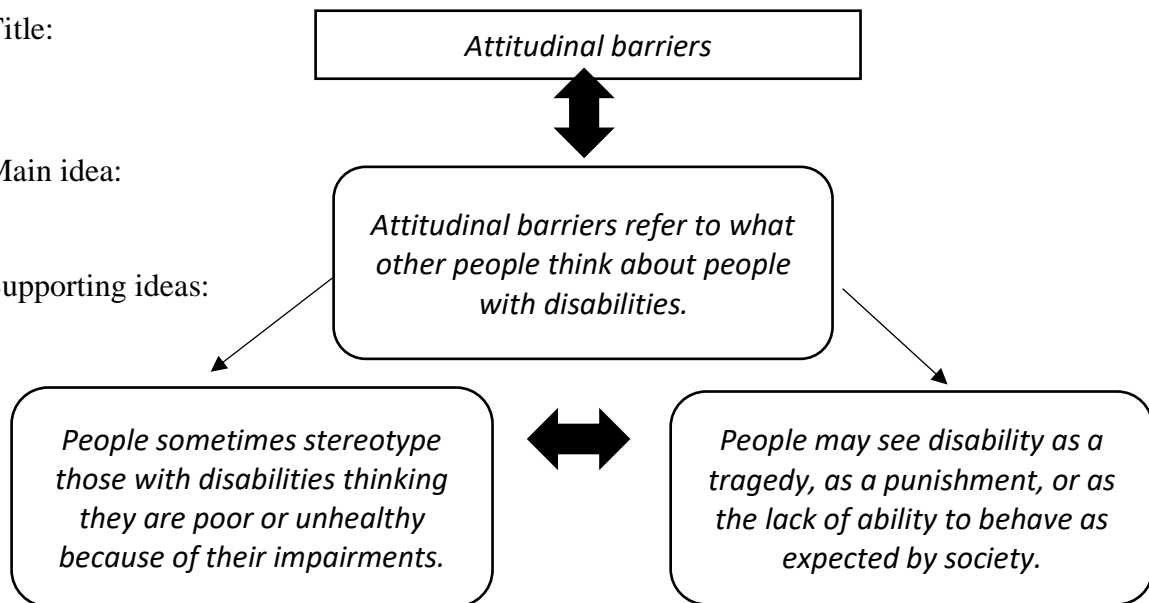 Title:
Attitudinal barriers
Main idea:
Attitudinal barriers refer to what
other people think about people
with disabilities.
Supporting ideas:
People sometimes stereotype
those with disabilities thinking
they are poor or unhealthy
because of their impairments.
People may see disability as a
tragedy, as a punishment, or as
the lack of ability to behave as
expected by society.